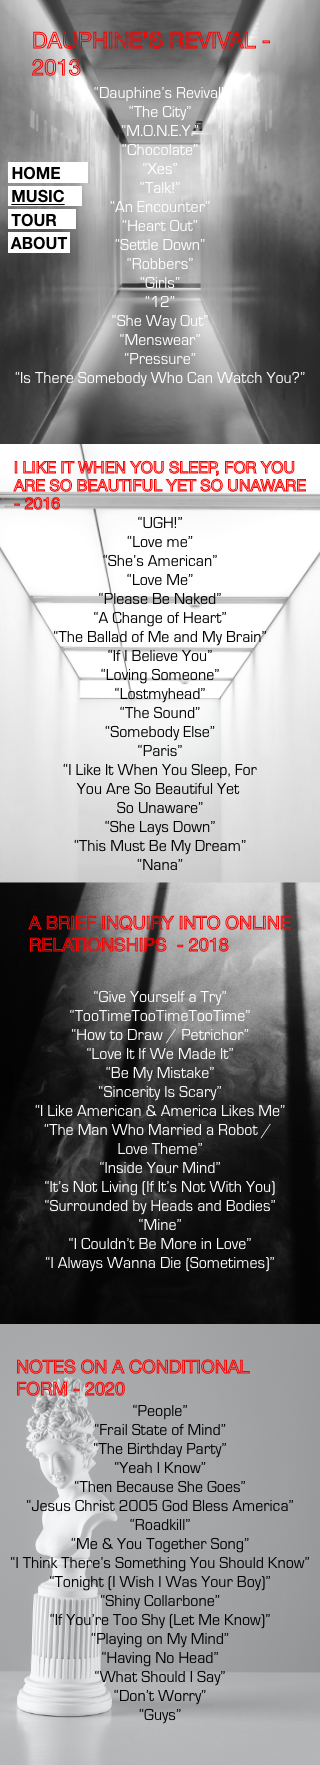 DAUPHINE'S REVIVAL -
2013
“Dauphine’s Revival”
“The City”
“M.O.N.E.Y.”
“Chocolate”
“Xes”
“Talk!”
“An Encounter”
“Heart Out”
“Settle Down”
“Robbers”
“Girls”
“12”
“She Way Out”
“Menswear”
“Pressure”
“Is There Somebody Who Can Watch You?”
HOME
MUSIC
TOUR
ABOUT
I LIKE IT WHEN YOU SLEEP, FOR YOU
ARE SO BEAUTIFUL YET SO UNAWARE
- 2016
“UGH!”
“Love me”
“She’s American”
“Love Me”
“Please Be Naked”
“A Change of Heart”
“The Ballad of Me and My Brain”
“If I Believe You”
“Loving Someone”
“Lostmyhead”
“The Sound”
“Somebody Else”
“Paris”
“I Like It When You Sleep, For
You Are So Beautiful Yet
So Unaware”
“She Lays Down”
“This Must Be My Dream”
“Nana”
A BRIEF INQUIRY INTO ONLINE
RELATIONSHIPS - 2018
“Give Yourself a Try”
“TooTimeTooTimeTooTime”
“How to Draw / Petrichor”
“Love It If We Made It”
“Be My Mistake”
“Sincerity Is Scary”
“I Like American & America Likes Me”
“The Man Who Married a Robot /
Love Theme”
“Inside Your Mind”
“It’s Not Living (If It’s Not With You)
“Surrounded by Heads and Bodies”
“Mine”
“I Couldn’t Be More in Love”
“I Always Wanna Die (Sometimes)”
NOTES ON A CONDITIONAL
FORM - 2020
“People”
“Frail State of Mind”
“The Birthday Party”
“Yeah I Know”
“Then Because She Goes”
“Jesus Christ 2005 God Bless America”
“Roadkill”
“Me & You Together Song”
“I Think There’s Something You Should Know”
“Tonight (I Wish I Was Your Boy)”
“Shiny Collarbone”
“If You’re Too Shy (Let Me Know)”
“Playing on My Mind”
“Having No Head”
“What Should I Say”
“Don’t Worry”
“Guys”